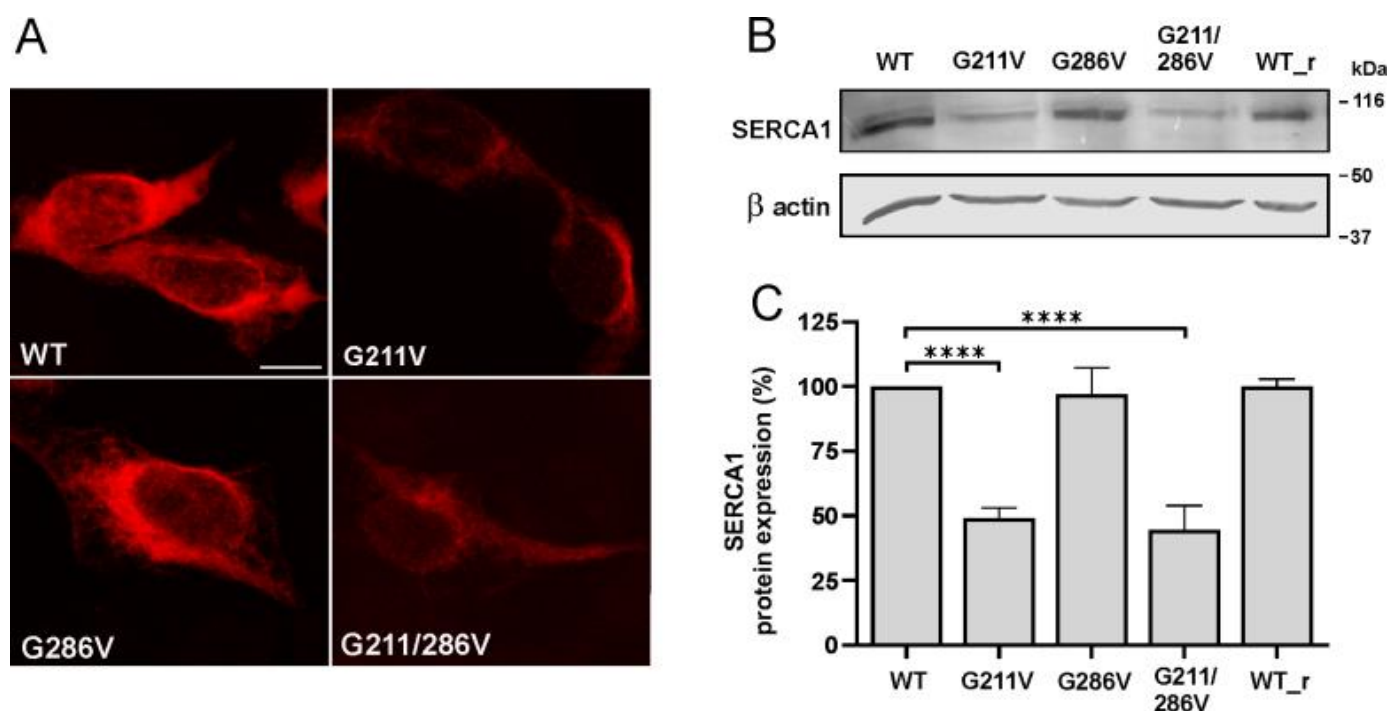 A
WT
G211V
G286V
G211/286V
B
WT G211V G286V G211/ 286V WT_r kDa
SERCA1
-116
-50
β actin
-37
C
SERCA1
protein expression (%)
125
100
75
50
25
0
****
****
WT G211V G286V G211/ 286V WT_r